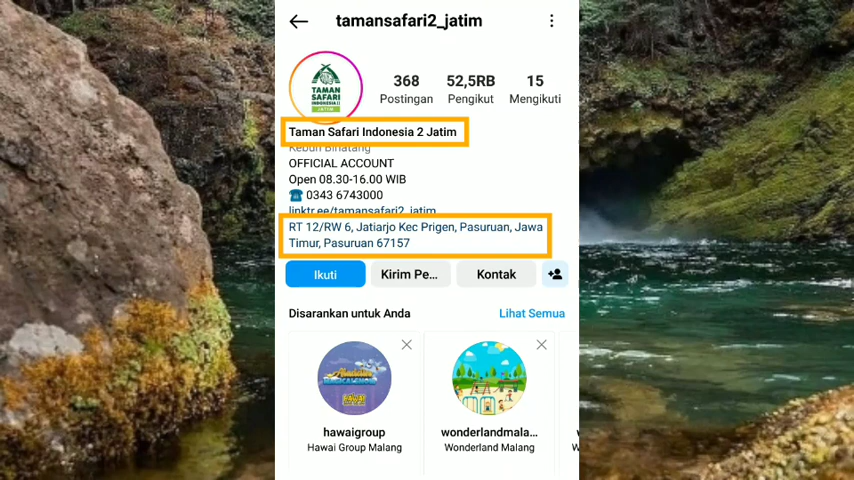 tamansafari2_jatim
TAMAN
SAFARI
INDONESIA II
JATIM
368
52,5RB
15
Postingan
Pengikut
Mengikuti
Taman Safari Indonesia 2 Jatim
Kebun Binatang
OFFICIAL ACCOUNT
Open 08.30-16.00 WIB
☎ 0343 6743000
linktr.ee/tamansafari2_jatim
RT 12/RW 6, Jatiarjo Kec Prigen, Pasuruan, Jawa
Timur, Pasuruan 67157
Ikuti
Kirim Pe...
Kontak
Disarankan untuk Anda
Lihat Semua
hawaigroup
Hawai Group Malang
wonderlandmala...
Wonderland Malang